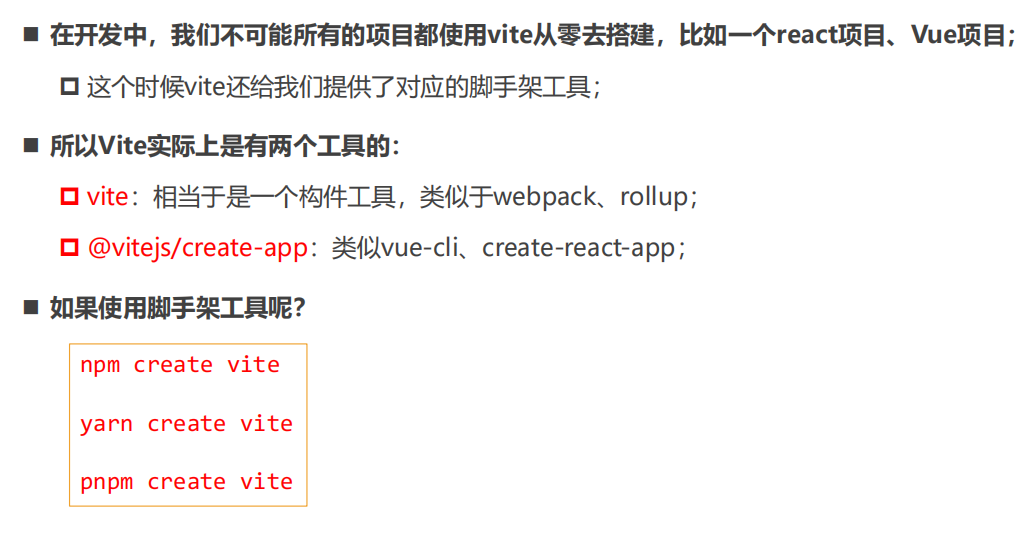 在开发中，我们不可能所有的项目都使用vite从零去搭建，比如一个react项目、Vue项目；
这个时候vite还给我们提供了对应的脚手架工具；
所以Vite实际上是有两个工具的：
vite：相当于是一个构件工具，类似于webpack、rollup；
@vitejs/create-app：类似vue-cli、create-react-app；
如果使用脚手架工具呢？
npm create vite
yarn create vite
pnpm create vite